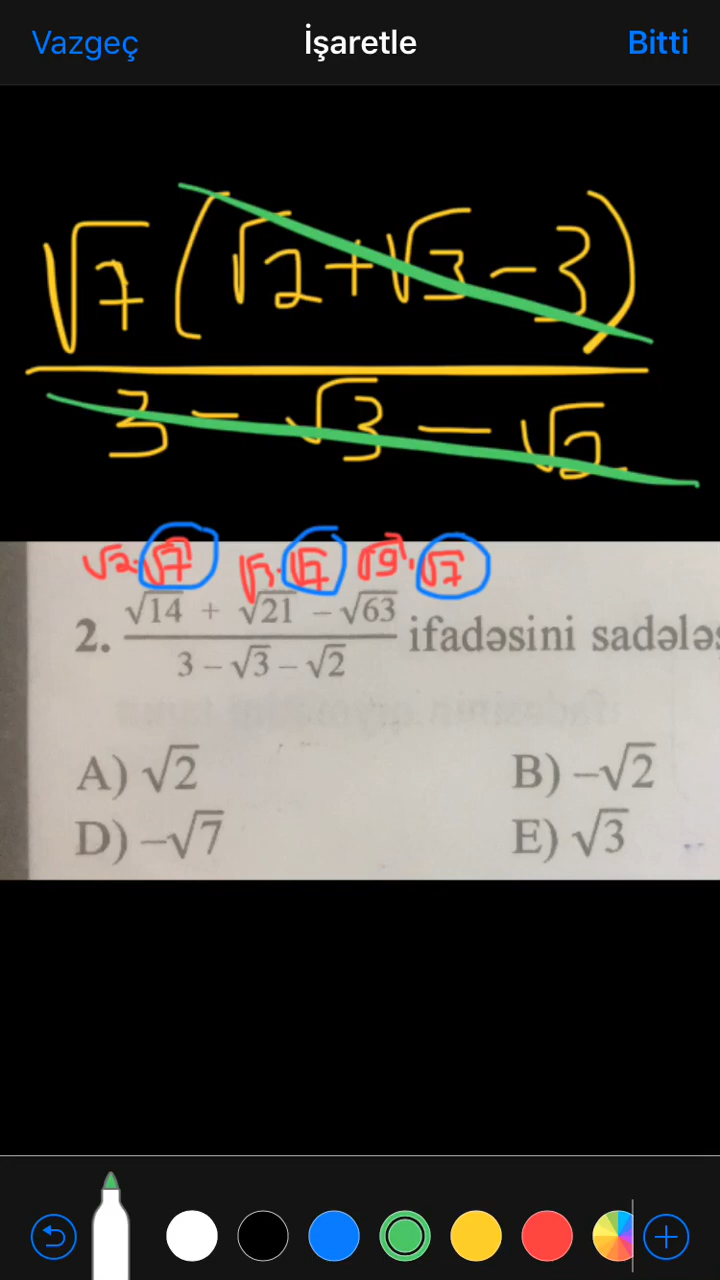 Vazgeç İşaretle Bitti
√7 (√2+√3-3)
3 - √3 - √2
√2·√7 √3·√7 √9·√7
2. √14 + √21 - √63 ifadəsini
3 - √3 - √2
A) √2 B) -√2
D) -√7 E) √3